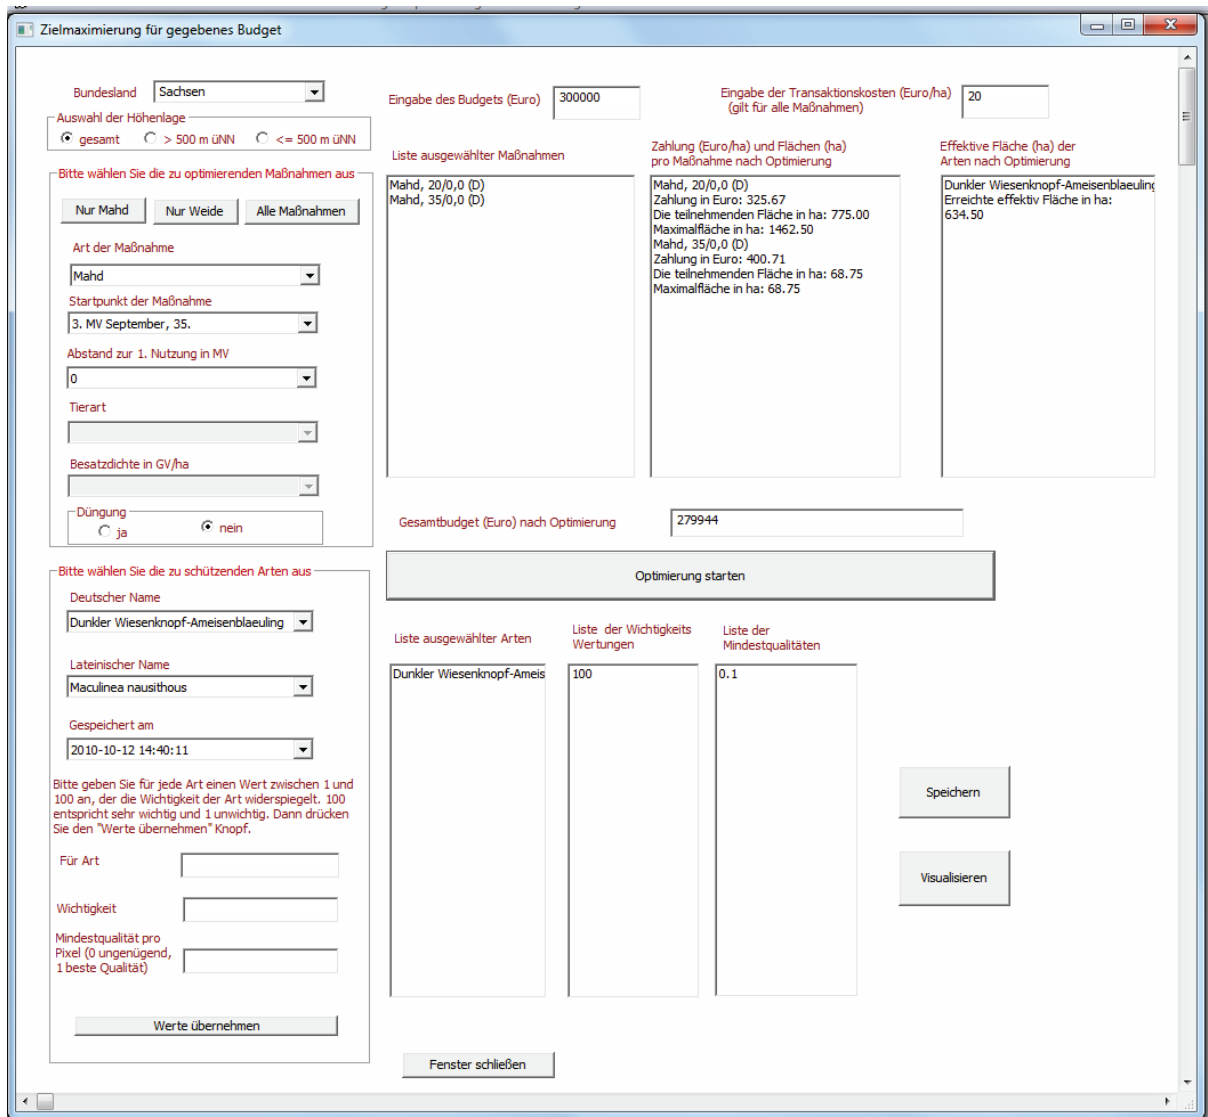 Zielmaximierung für gegebenes Budget
Bundesland
Sachsen
Auswahl der Höhenlage
gesamt
> 500 m üNN
<= 500 m üNN
Bitte wählen Sie die zu optimierenden Maßnahmen aus
Nur Mahd
Nur Weide
Alle Maßnahmen
Art der Maßnahme
Mahd
Startpunkt der Maßnahme
3. MV September, 35.
Abstand zur 1. Nutzung in MV
0
Tierart
Besatzdichte in GV/ha
Düngung
ja
nein
Bitte wählen Sie die zu schützenden Arten aus
Deutscher Name
Dunkler Wiesenknopf-Ameisenblaeuling
Lateinischer Name
Maculinea nausithous
Gespeichert am
2010-10-12 14:40:11
Bitte geben Sie für jede Art einen Wert zwischen 1 und
100 an, der die Wichtigkeit der Art widerspiegelt. 100
entspricht sehr wichtig und 1 unwichtig. Dann drücken
Sie den "Werte übernehmen" Knopf.
Für Art
Wichtigkeit
Mindestqualität pro
Pixel (0 ungenügend,
1 beste Qualität)
Werte übernehmen
Eingabe des Budgets (Euro)
300000
Eingabe der Transaktionskosten (Euro/ha)
(gilt für alle Maßnahmen)
20
Liste ausgewählter Maßnahmen
Mahd, 20/0,0 (D)
Mahd, 35/0,0 (D)
Zahlung (Euro/ha) und Flächen (ha)
pro Maßnahme nach Optimierung
Mahd, 20/0,0 (D)
Zahlung in Euro: 325.67
Die teilnehmenden Fläche in ha: 775.00
Maximalfläche in ha: 1462.50
Mahd, 35/0,0 (D)
Zahlung in Euro: 400.71
Die teilnehmenden Fläche in ha: 68.75
Maximalfläche in ha: 68.75
Effektive Fläche (ha) der
Arten nach Optimierung
Dunkler Wiesenknopf-Ameisenblaeuling
Erreichte effektiv Fläche in ha:
634.50
Gesamtbudget (Euro) nach Optimierung
279944
Optimierung starten
Liste ausgewählter Arten
Dunkler Wiesenknopf-Ameis
Liste der Wichtigkeits
Wertungen
100
Liste der
Mindestqualitäten
0.1
Speichern
Visualisieren
Fenster schließen